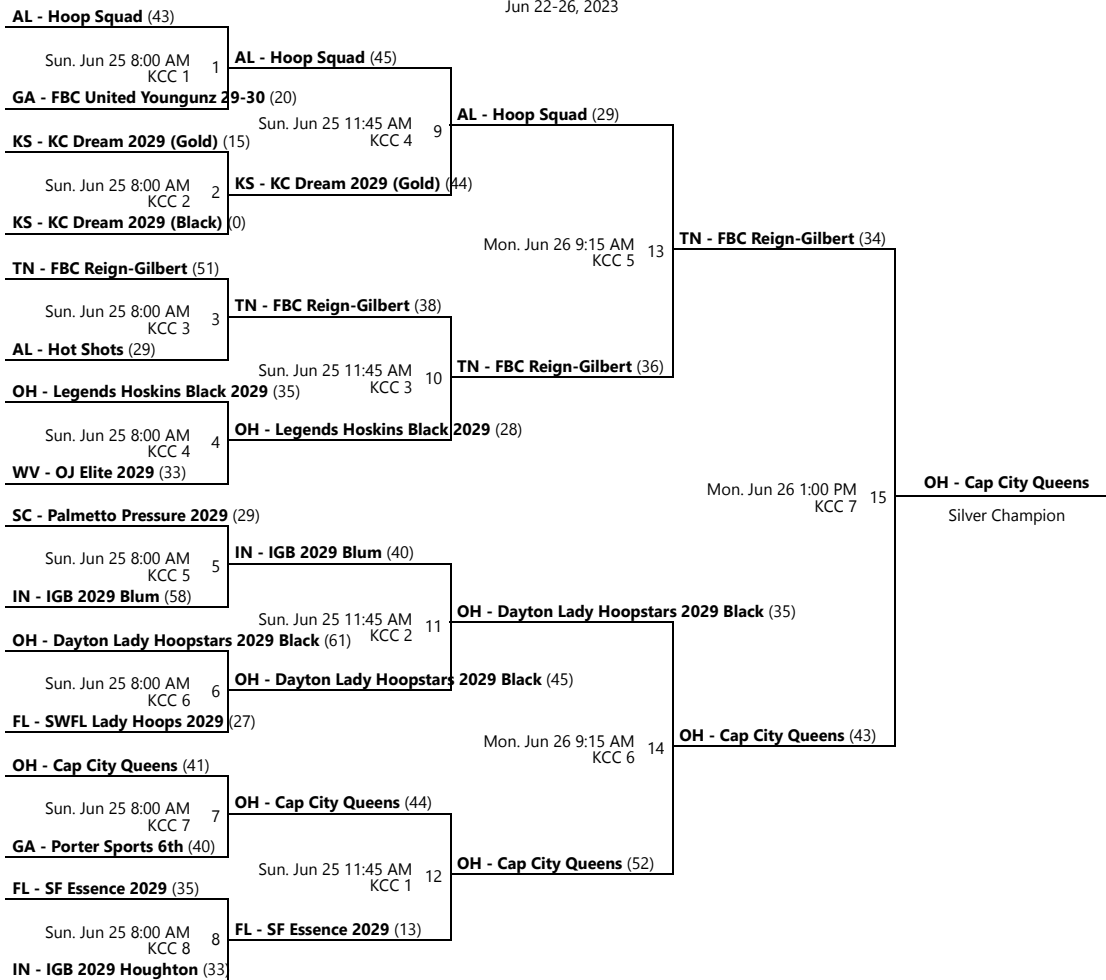 Jun 22-26, 2023
AL - Hoop Squad (43)
Sun. Jun 25 8:00 AM
KCC 1
1
GA - FBC United Youngunz 29-30 (20)
KS - KC Dream 2029 (Gold) (15)
Sun. Jun 25 8:00 AM
KCC 2
2
KS - KC Dream 2029 (Black) (0)
TN - FBC Reign-Gilbert (51)
Sun. Jun 25 8:00 AM
KCC 3
3
AL - Hot Shots (29)
OH - Legends Hoskins Black 2029 (35)
Sun. Jun 25 8:00 AM
KCC 4
4
WV - OJ Elite 2029 (33)
SC - Palmetto Pressure 2029 (29)
Sun. Jun 25 8:00 AM
KCC 5
5
IN - IGB 2029 Blum (58)
OH - Dayton Lady Hoopstars 2029 Black (61)
Sun. Jun 25 8:00 AM
KCC 6
6
FL - SWFL Lady Hoops 2029 (27)
OH - Cap City Queens (41)
Sun. Jun 25 8:00 AM
KCC 7
7
GA - Porter Sports 6th (40)
FL - SF Essence 2029 (35)
Sun. Jun 25 8:00 AM
KCC 8
8
IN - IGB 2029 Houghton (33)
AL - Hoop Squad (45)
Sun. Jun 25 11:45 AM
KCC 4
9
KS - KC Dream 2029 (Gold) (44)
TN - FBC Reign-Gilbert (38)
Sun. Jun 25 11:45 AM
KCC 3
10
OH - Legends Hoskins Black 2029 (28)
IN - IGB 2029 Blum (40)
Sun. Jun 25 11:45 AM
KCC 2
11
OH - Dayton Lady Hoopstars 2029 Black (45)
OH - Cap City Queens (44)
Sun. Jun 25 11:45 AM
KCC 1
12
FL - SF Essence 2029 (13)
AL - Hoop Squad (29)
Mon. Jun 26 9:15 AM
KCC 5
13
TN - FBC Reign-Gilbert (36)
OH - Dayton Lady Hoopstars 2029 Black (35)
Mon. Jun 26 9:15 AM
KCC 6
14
OH - Cap City Queens (52)
TN - FBC Reign-Gilbert (34)
Mon. Jun 26 1:00 PM
KCC 7
15
OH - Cap City Queens (43)
OH - Cap City Queens
Silver Champion